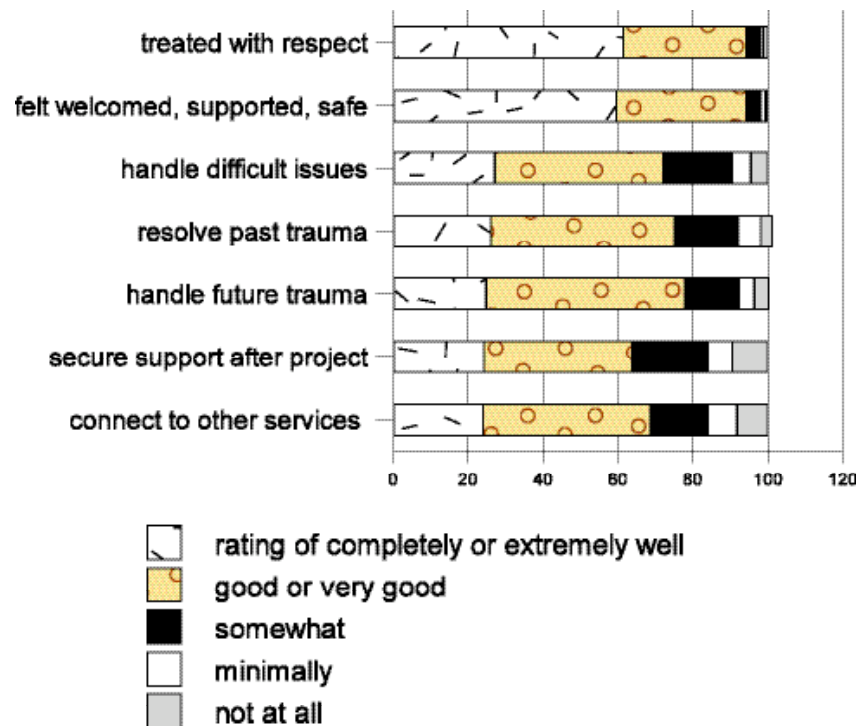 treated with respect
felt welcomed, supported, safe
handle difficult issues
resolve past trauma
handle future trauma
secure support after project
connect to other services
0 20 40 60 80 100 120
rating of completely or extremely well
good or very good
somewhat
minimally
not at all